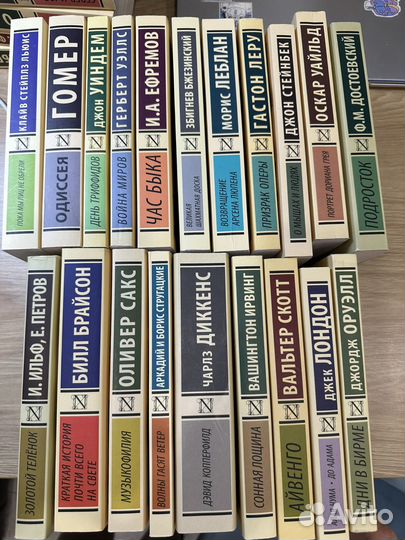 КЛАЙВ СТЕЙПЛЗ ЛЬЮИС
ПОКА МЫ ЛИЦ НЕ ОБРЕЛИ
ГОМЕР
ОДИССЕЯ
ДЖОН УИНДЕМ
ДЕНЬ ТРИФФИДОВ
ГЕРБЕРТ УЭЛЛС
ВОЙНА МИРОВ
И.А. ЕФРЕМОВ
ЧАС БЫКА
ЗБИГНЕВ БЖЕЗИНСКИЙ
ВЕЛИКАЯ
ШАХМАТНАЯ ДОСКА
МОРИС ЛЕБЛАН
ВОЗВРАЩЕНИЕ
АРСЕНА ЛЮПЕНА
ГАСТОН ЛЕРУ
ПРИЗРАК ОПЕРЫ
ДЖОН СТЕЙНБЕК
О МЫШАХ И ЛЮДЯХ
ОСКАР УАЙЛЬД
ПОРТРЕТ ДОРИАНА ГРЕЯ
Ф.М. ДОСТОЕВСКИЙ
ПОДРОСТОК
И. ИЛЬФ, Е. ПЕТРОВ
ЗОЛОТОЙ ТЕЛЁНОК
БИЛЛ БРАЙСОН
КРАТКАЯ ИСТОРИЯ
ПОЧТИ ВСЕГО
НА СВЕТЕ
ОЛИВЕР САКС
МУЗЫКОФИЛИЯ
АРКАДИЙ И БОРИС СТРУГАЦКИЕ
ВОЛНЫ ГАСЯТ ВЕТЕР
ЧАРЛЗ ДИККЕНС
ДЭВИД КОППЕРФИЛД
ВАШИНГТОН ИРВИНГ
СОННАЯ ЛОЩИНА
ВАЛЬТЕР СКОТТ
АЙВЕНГО
ДЖЕК ЛОНДОН
ДО АДАМА
ДЖОРДЖ ОРУЭЛЛ
ДНИ В БИРМЕ
Avito